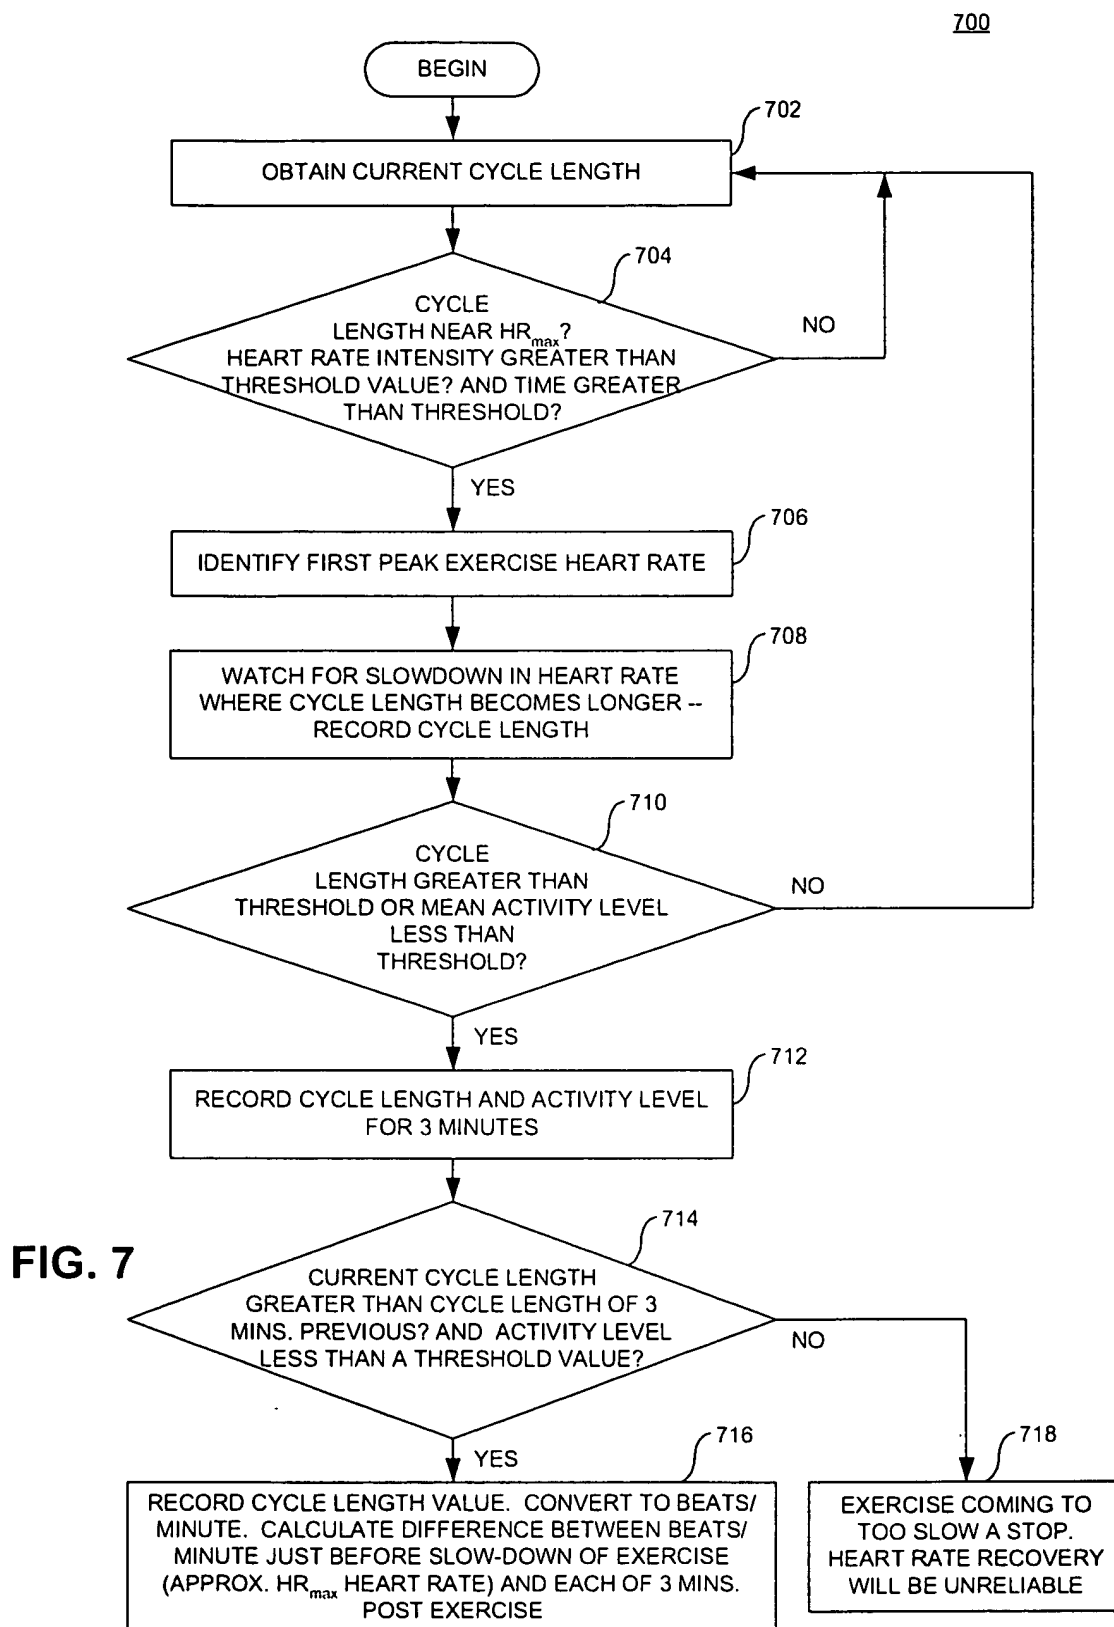 700
BEGIN
702
OBTAIN CURRENT CYCLE LENGTH
704
CYCLE
LENGTH NEAR HRmax?
HEART RATE INTENSITY GREATER THAN
THRESHOLD VALUE? AND TIME GREATER
THAN THRESHOLD?
NO
YES
706
IDENTIFY FIRST PEAK EXERCISE HEART RATE
708
WATCH FOR SLOWDOWN IN HEART RATE
WHERE CYCLE LENGTH BECOMES LONGER --
RECORD CYCLE LENGTH
710
CYCLE
LENGTH GREATER THAN
THRESHOLD OR MEAN ACTIVITY LEVEL
LESS THAN
THRESHOLD?
NO
YES
712
RECORD CYCLE LENGTH AND ACTIVITY LEVEL
FOR 3 MINUTES
714
FIG. 7
CURRENT CYCLE LENGTH
GREATER THAN CYCLE LENGTH OF 3
MINS. PREVIOUS? AND ACTIVITY LEVEL
LESS THAN A THRESHOLD VALUE?
NO
YES
716
RECORD CYCLE LENGTH VALUE. CONVERT TO BEATS/
MINUTE. CALCULATE DIFFERENCE BETWEEN BEATS/
MINUTE JUST BEFORE SLOW-DOWN OF EXERCISE
(APPROX. HRmax HEART RATE) AND EACH OF 3 MINS.
POST EXERCISE
718
EXERCISE COMING TO
TOO SLOW A STOP.
HEART RATE RECOVERY
WILL BE UNRELIABLE